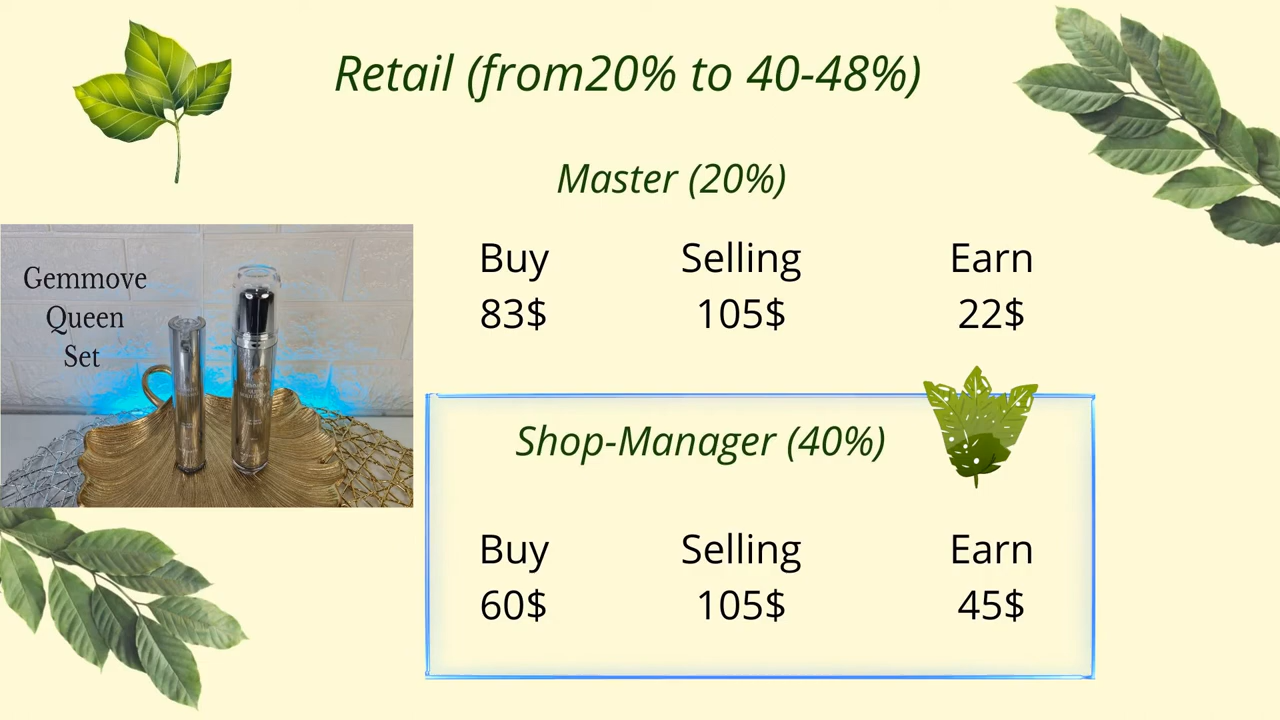 Retail (from20% to 40-48%)
Master (20%)
Gemmove
Queen
Set
Buy Selling Earn
83$ 105$ 22$
Shop-Manager (40%)
Buy Selling Earn
60$ 105$ 45$